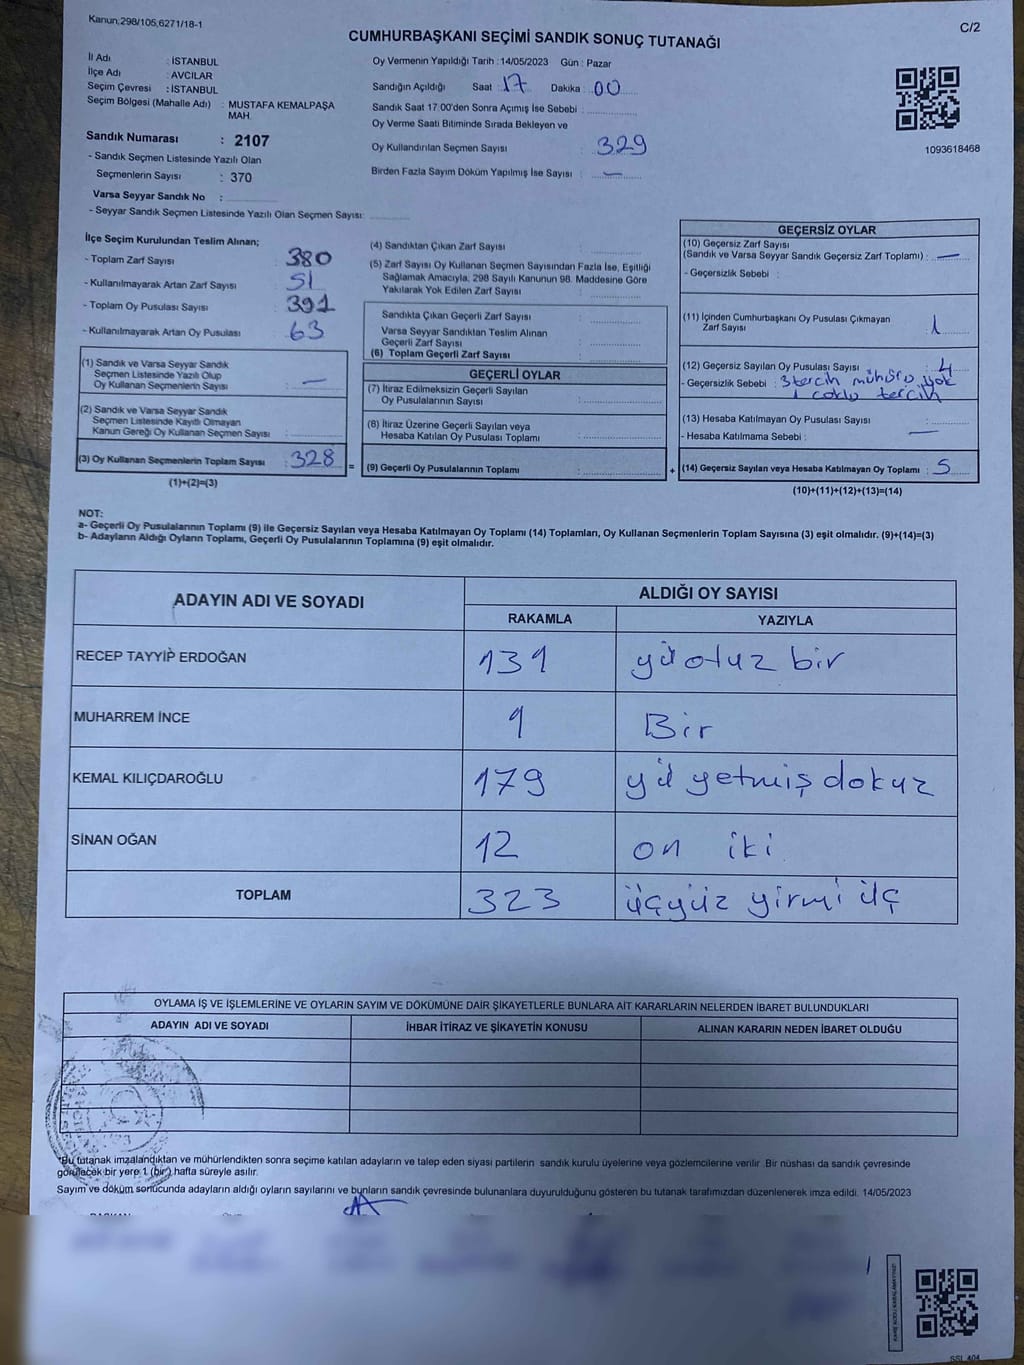 Kanun,298/105,6271/18-1
C/2
CUMHURBAŞKANI SEÇİMİ SANDIK SONUÇ TUTANAĞI
İl Adı : İSTANBUL
İlçe Adı : AVCILAR
Seçim Çevresi : İSTANBUL
Seçim Bölgesi (Mahalle Adı) : MUSTAFA KEMALPAŞA
MAH.
Sandık Numarası : 2107
- Sandık Seçmen Listesinde Yazılı Olan
Seçmenlerin Sayısı : 370
Varsa Seyyar Sandık No :
- Seyyar Sandık Seçmen Listesinde Yazılı Olan Seçmen Sayısı:
Oy Vermenin Yapıldığı Tarih : 14/05/2023 Gün : Pazar
Sandığın Açıldığı Saat : 17 Dakika : 00
Sandık Saat 17.00'den Sonra Açımış İse Sebebi :
Oy Verme Saati Bitiminde Sırada Bekleyen ve
Oy Kullandırılan Seçmen Sayısı : 329
Birden Fazla Sayım Döküm Yapılmış İse Sayısı : —
1093618468
İlçe Seçim Kurulundan Teslim Alınan;
- Toplam Zarf Sayısı : 380
- Kullanılmayarak Artan Zarf Sayısı : 51
- Toplam Oy Pusulası Sayısı : 391
- Kullanılmayarak Artan Oy Pusulası : 63
(1) Sandık ve Varsa Seyyar Sandık
Seçmen Listesinde Yazılı Olup
Oy Kullanan Seçmenlerin Sayısı : —
(2) Sandık ve Varsa Seyyar Sandık
Seçmen Listesinde Kayıtlı Olmayan
Kanun Gereği Oy Kullanan Seçmen Sayısı :
(3) Oy Kullanan Seçmenlerin Toplam Sayısı : 328 =
(1)+(2)=(3)
(4) Sandıktan Çıkan Zarf Sayısı :
(5) Zarf Sayısı Oy Kullanan Seçmen Sayısından Fazla İse, Eşitliği
Sağlamak Amacıyla, 298 Sayılı Kanunun 98. Maddesine Göre
Yakılarak Yok Edilen Zarf Sayısı :
Sandıkta Çıkan Geçerli Zarf Sayısı :
Varsa Seyyar Sandıktan Teslim Alınan
Geçerli Zarf Sayısı :
(6) Toplam Geçerli Zarf Sayısı :
GEÇERLİ OYLAR
(7) İtiraz Edilmeksizin Geçerli Sayılan
Oy Pusulalarının Sayısı :
(8) İtiraz Üzerine Geçerli Sayılan veya
Hesaba Katılan Oy Pusulası Toplamı :
(9) Geçerli Oy Pusulalarının Toplamı : +
GEÇERSİZ OYLAR
(10) Geçersiz Zarf Sayısı
(Sandık ve Varsa Seyyar Sandık Geçersiz Zarf Toplamı) : —
- Geçersizlik Sebebi :
(11) İçinden Cumhurbaşkanı Oy Pusulası Çıkmayan
Zarf Sayısı : 1
(12) Geçersiz Sayılan Oy Pusulası Sayısı : 4
- Geçersizlik Sebebi : 3 tercih mühürü yok
1 çoklu tercih
(13) Hesaba Katılmayan Oy Pusulası Sayısı : —
- Hesaba Katılmama Sebebi :
(14) Geçersiz Sayılan veya Hesaba Katılmayan Oy Toplamı : 5
(10)+(11)+(12)+(13)=(14)
NOT:
a- Geçerli Oy Pusulalarının Toplamı (9) ile Geçersiz Sayılan veya Hesaba Katılmayan Oy Toplamı (14) Toplamları, Oy Kullanan Seçmenlerin Toplam Sayısına (3) eşit olmalıdır. (9)+(14)=(3)
b- Adayların Aldığı Oyların Toplamı, Geçerli Oy Pusulalarının Toplamına (9) eşit olmalıdır.
ADAYIN ADI VE SOYADI ALDIĞI OY SAYISI
RAKAMLA YAZIYLA
RECEP TAYYİP ERDOĞAN 131 yüz otuz bir
MUHARREM İNCE 1 Bir
KEMAL KILIÇDAROĞLU 179 yüz yetmiş dokuz
SİNAN OĞAN 12 on iki
TOPLAM 323 üçyüz yirmi üç
OYLAMA İŞ VE İŞLEMLERİNE VE OYLARIN SAYIM VE DÖKÜMÜNE DAİR ŞİKAYETLERLE BUNLARA AİT KARARLARIN NELERDEN İBARET BULUNDUKLARI
ADAYIN ADI VE SOYADI İHBAR İTİRAZ VE ŞİKAYETİN KONUSU ALINAN KARARIN NEDEN İBARET OLDUĞU
*Bu tutanak imzalandıktan ve mühürlendikten sonra seçime katılan adayların ve talep eden siyasi partilerin sandık kurulu üyelerine veya gözlemcilerine verilir. Bir nüshası da sandık çevresinde
görülecek bir yere 1 (bir) hafta süreyle asılır.
Sayım ve döküm sonucunda adayların aldığı oyların sayılarını ve bunların sandık çevresinde bulunanlara duyurulduğunu gösteren bu tutanak tarafımızdan düzenlenerek imza edildi. 14/05/2023